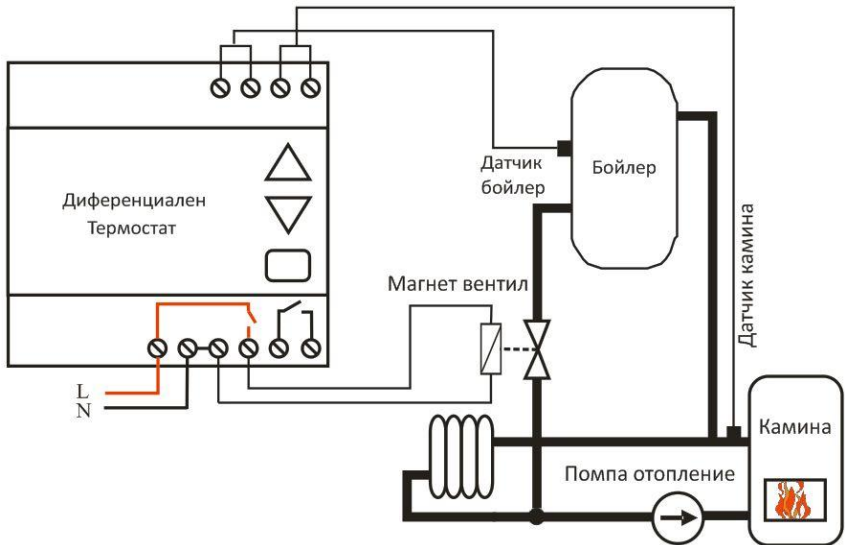 Датчик
бойлер
Бойлер
Диференциален
Термостат
Датчик камина
Магнет вентил
L
N
Камина
Помпа отопление